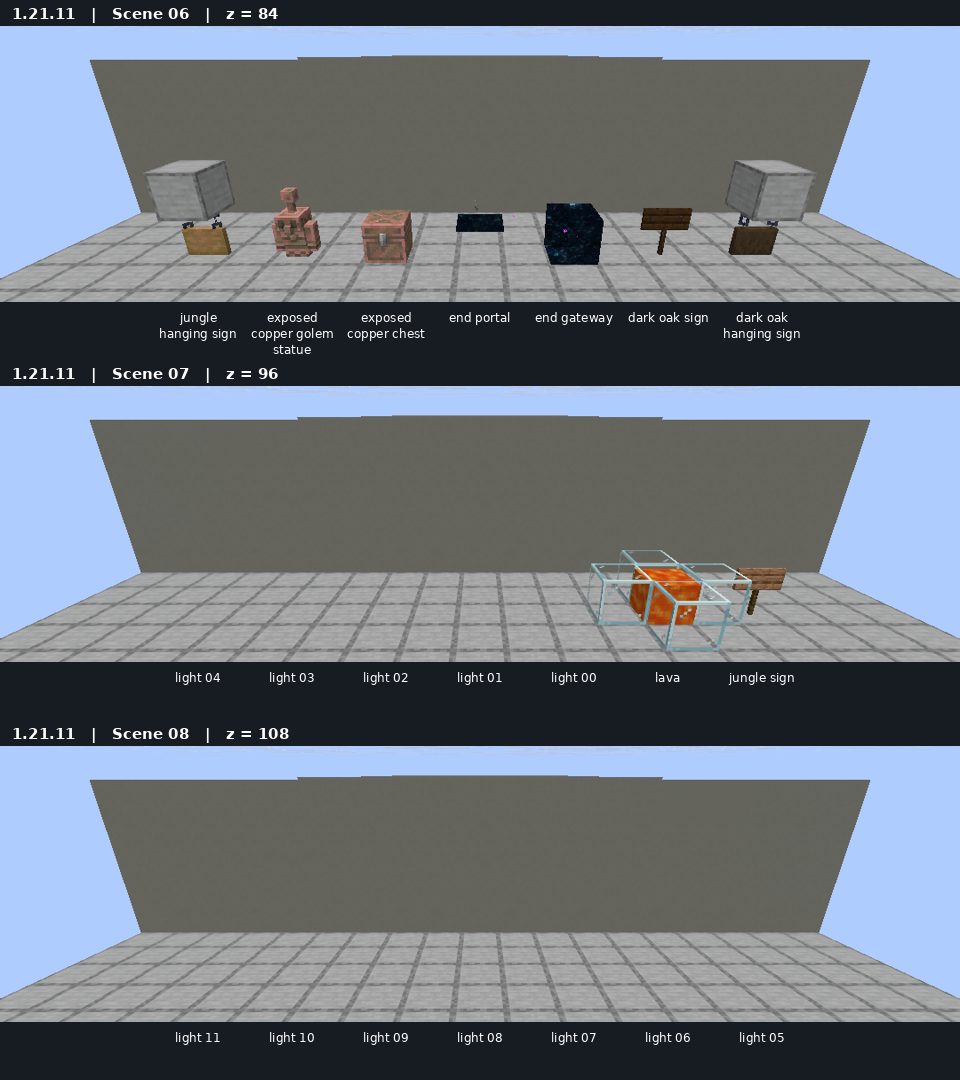 1.21.11 | Scene 06 | z = 84
jungle hanging sign
exposed copper golem statue
exposed copper chest
end portal
end gateway
dark oak sign
dark oak hanging sign
1.21.11 | Scene 07 | z = 96
light 04
light 03
light 02
light 01
light 00
lava
jungle sign
1.21.11 | Scene 08 | z = 108
light 11
light 10
light 09
light 08
light 07
light 06
light 05